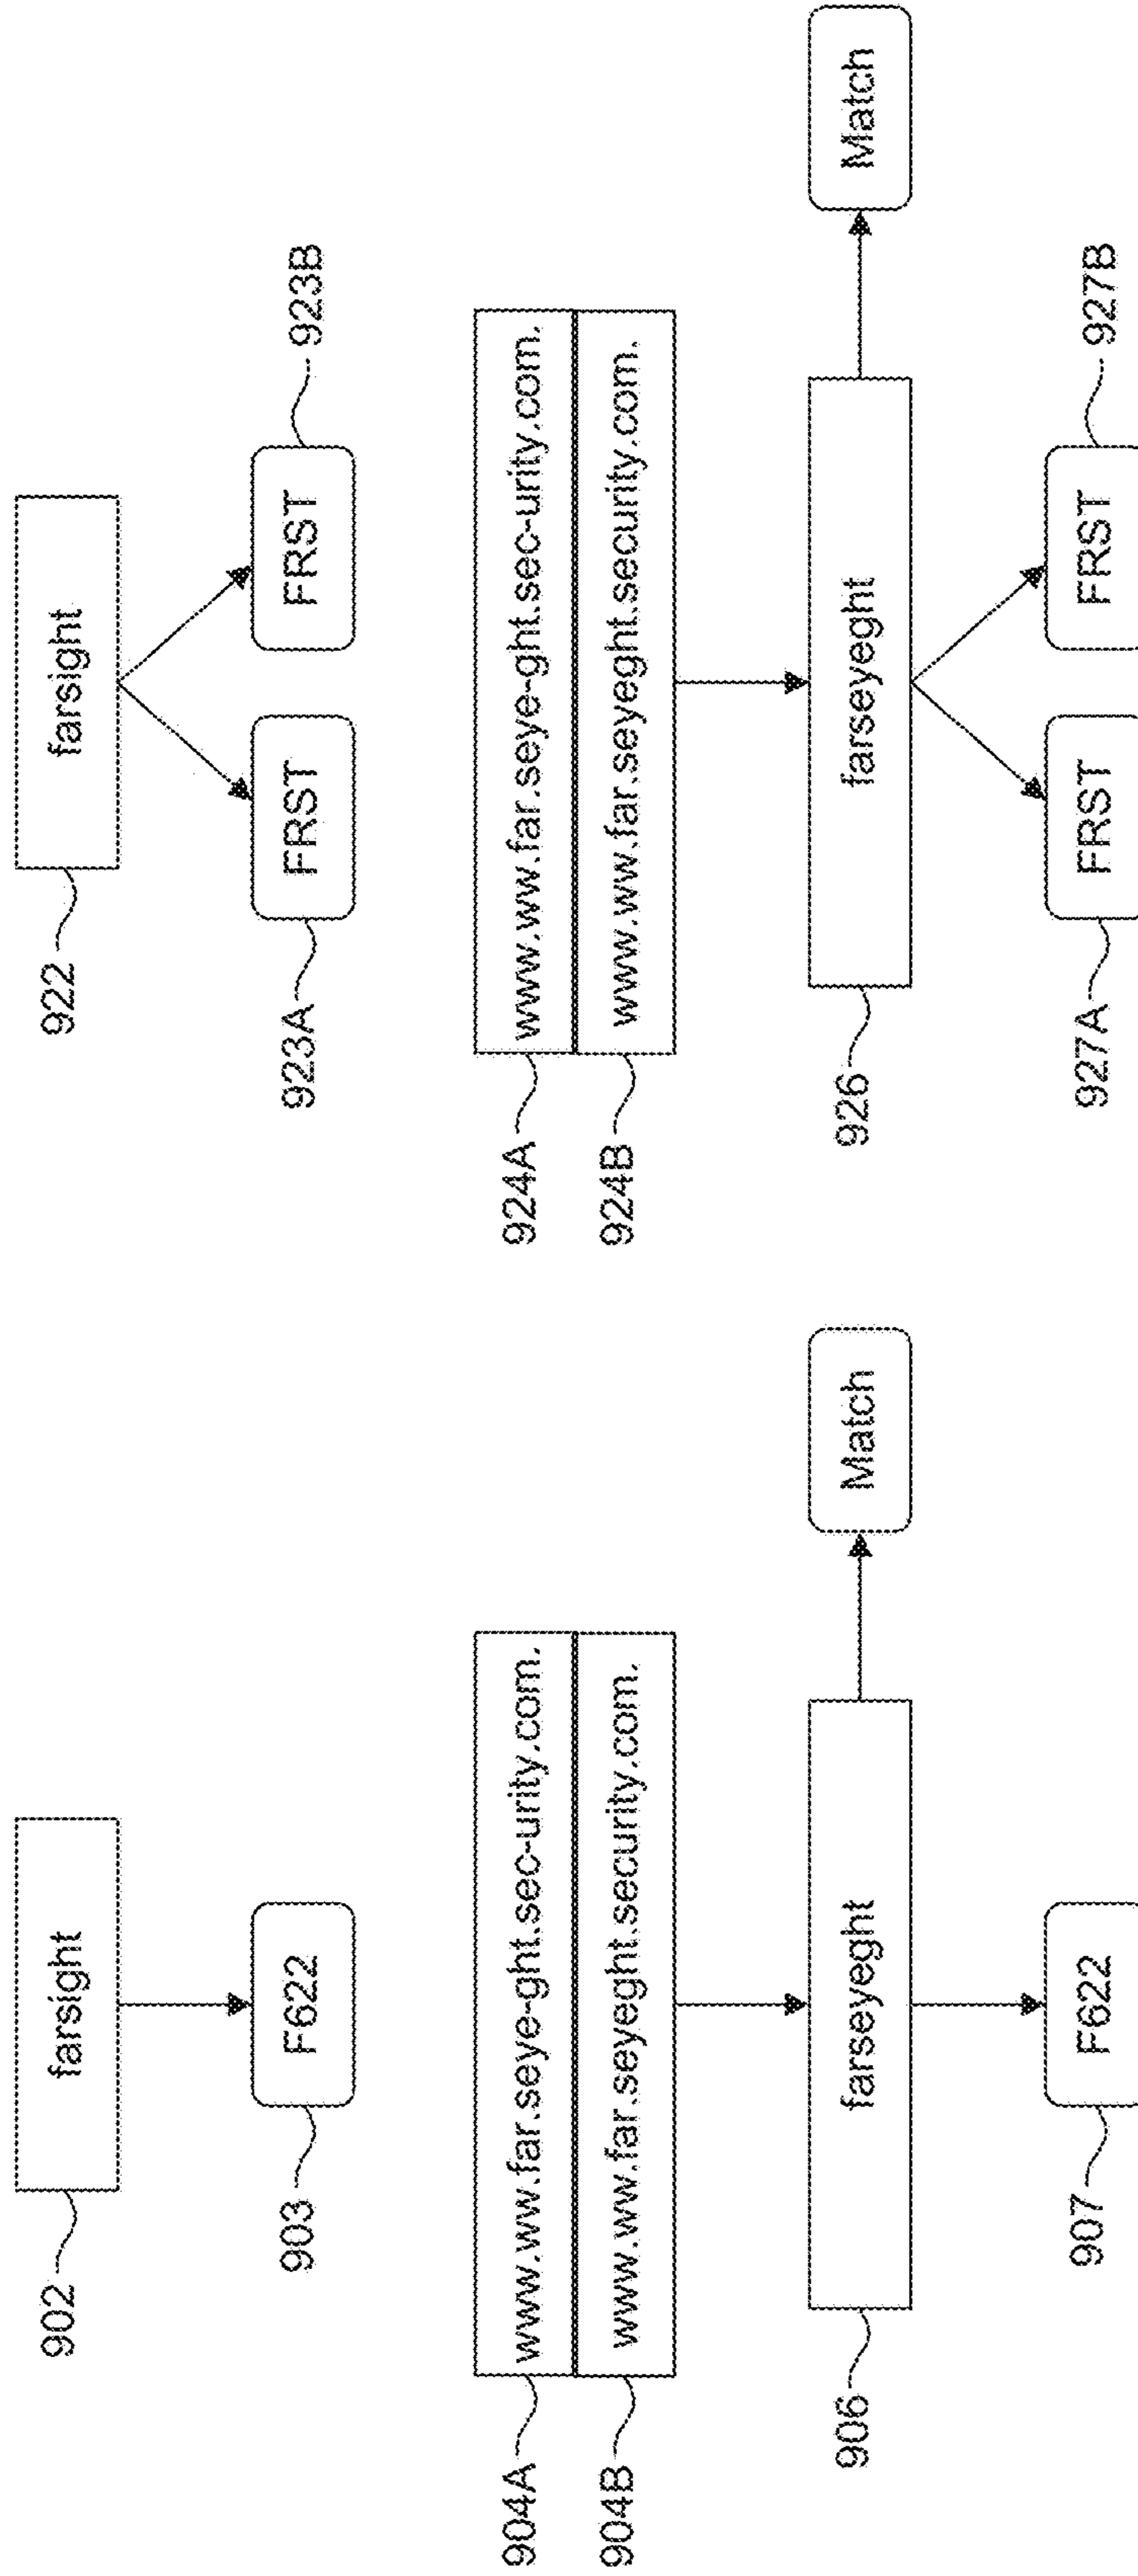 902
farsight
903
F622
904A
www.ww.far.seye-ght.sec-urity.com.
904B
www.ww.far.seyeght.security.com.
906
farseyeght
Match
907
F622
922
farsight
923A
FRST
FRST
923B
924A
www.ww.far.seye-ght.sec-urity.com.
924B
www.ww.far.seyeght.security.com.
926
farseyeght
Match
927A
FRST
FRST
927B